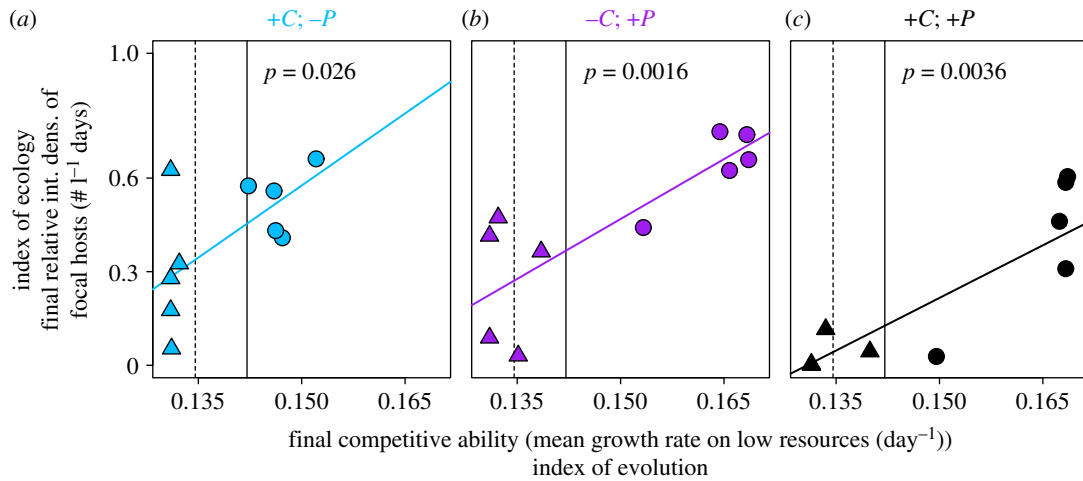 (a) +C; –P (b) –C; +P (c) +C; +P
p = 0.026 p = 0.0016 p = 0.0036
index of ecology
final relative int. dens. of
focal hosts (# l⁻¹ days)
1.0
0.6
0.3
0
0.135 0.150 0.165 0.135 0.150 0.165 0.135 0.150 0.165
final competitive ability (mean growth rate on low resources (day⁻¹))
index of evolution